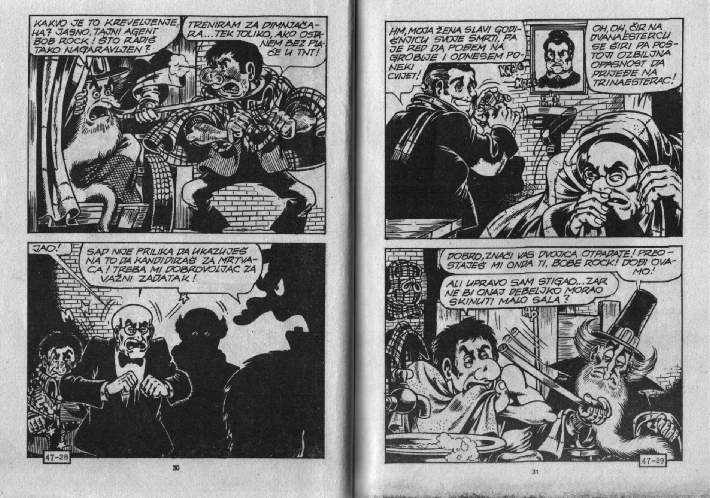 KAKVO JE TO KREVELJENJE,
HA? JASNO, TAJNI AGENT
BOB ROCK! ŠTO RADIŠ
TAKO NAGARAVLJEN?
TRENIRAM ZA DIMNJAČA-
RA...TEK TOLIKO, AKO OSTA-
NEM BEZ PLA-
ĆE U TNT!
JAO!
SAD NIJE PRILIKA DA UKAZUJEŠ
NA TO DA KANDIDIRAŠ ZA MRTVA-
CA! TREBA MI DOBROVOLJAC ZA
VAŽNI ZADATAK!
47-28
30
HM, MOJA ŽENA SLAVI GODI-
ŠNJICU SVOJE SMRTI, PA
JE RED DA POĐEM NA
GROBLJE I ODNESEM PO-
NEKI
CVIJET!
OH, OH, ČIR NA
DVANAESTERCU
SE ŠIRI PA POS-
TOJI OZBILJNA
OPASNOST DA
PRIJEĐE NA
TRINAESTERAC!
DOBRO, ZNAČI VAS DVOJICA OTPADATE! PREO-
STAJEŠ MI ONDA TI, BOBE ROCK! DOĐI OVA-
MO!
ALI UPRAVO SAM STIGAO...ZAR
NE BI ONAJ DEBELJKO MORAO
SKINUTI MALO SALA?
47-29
31